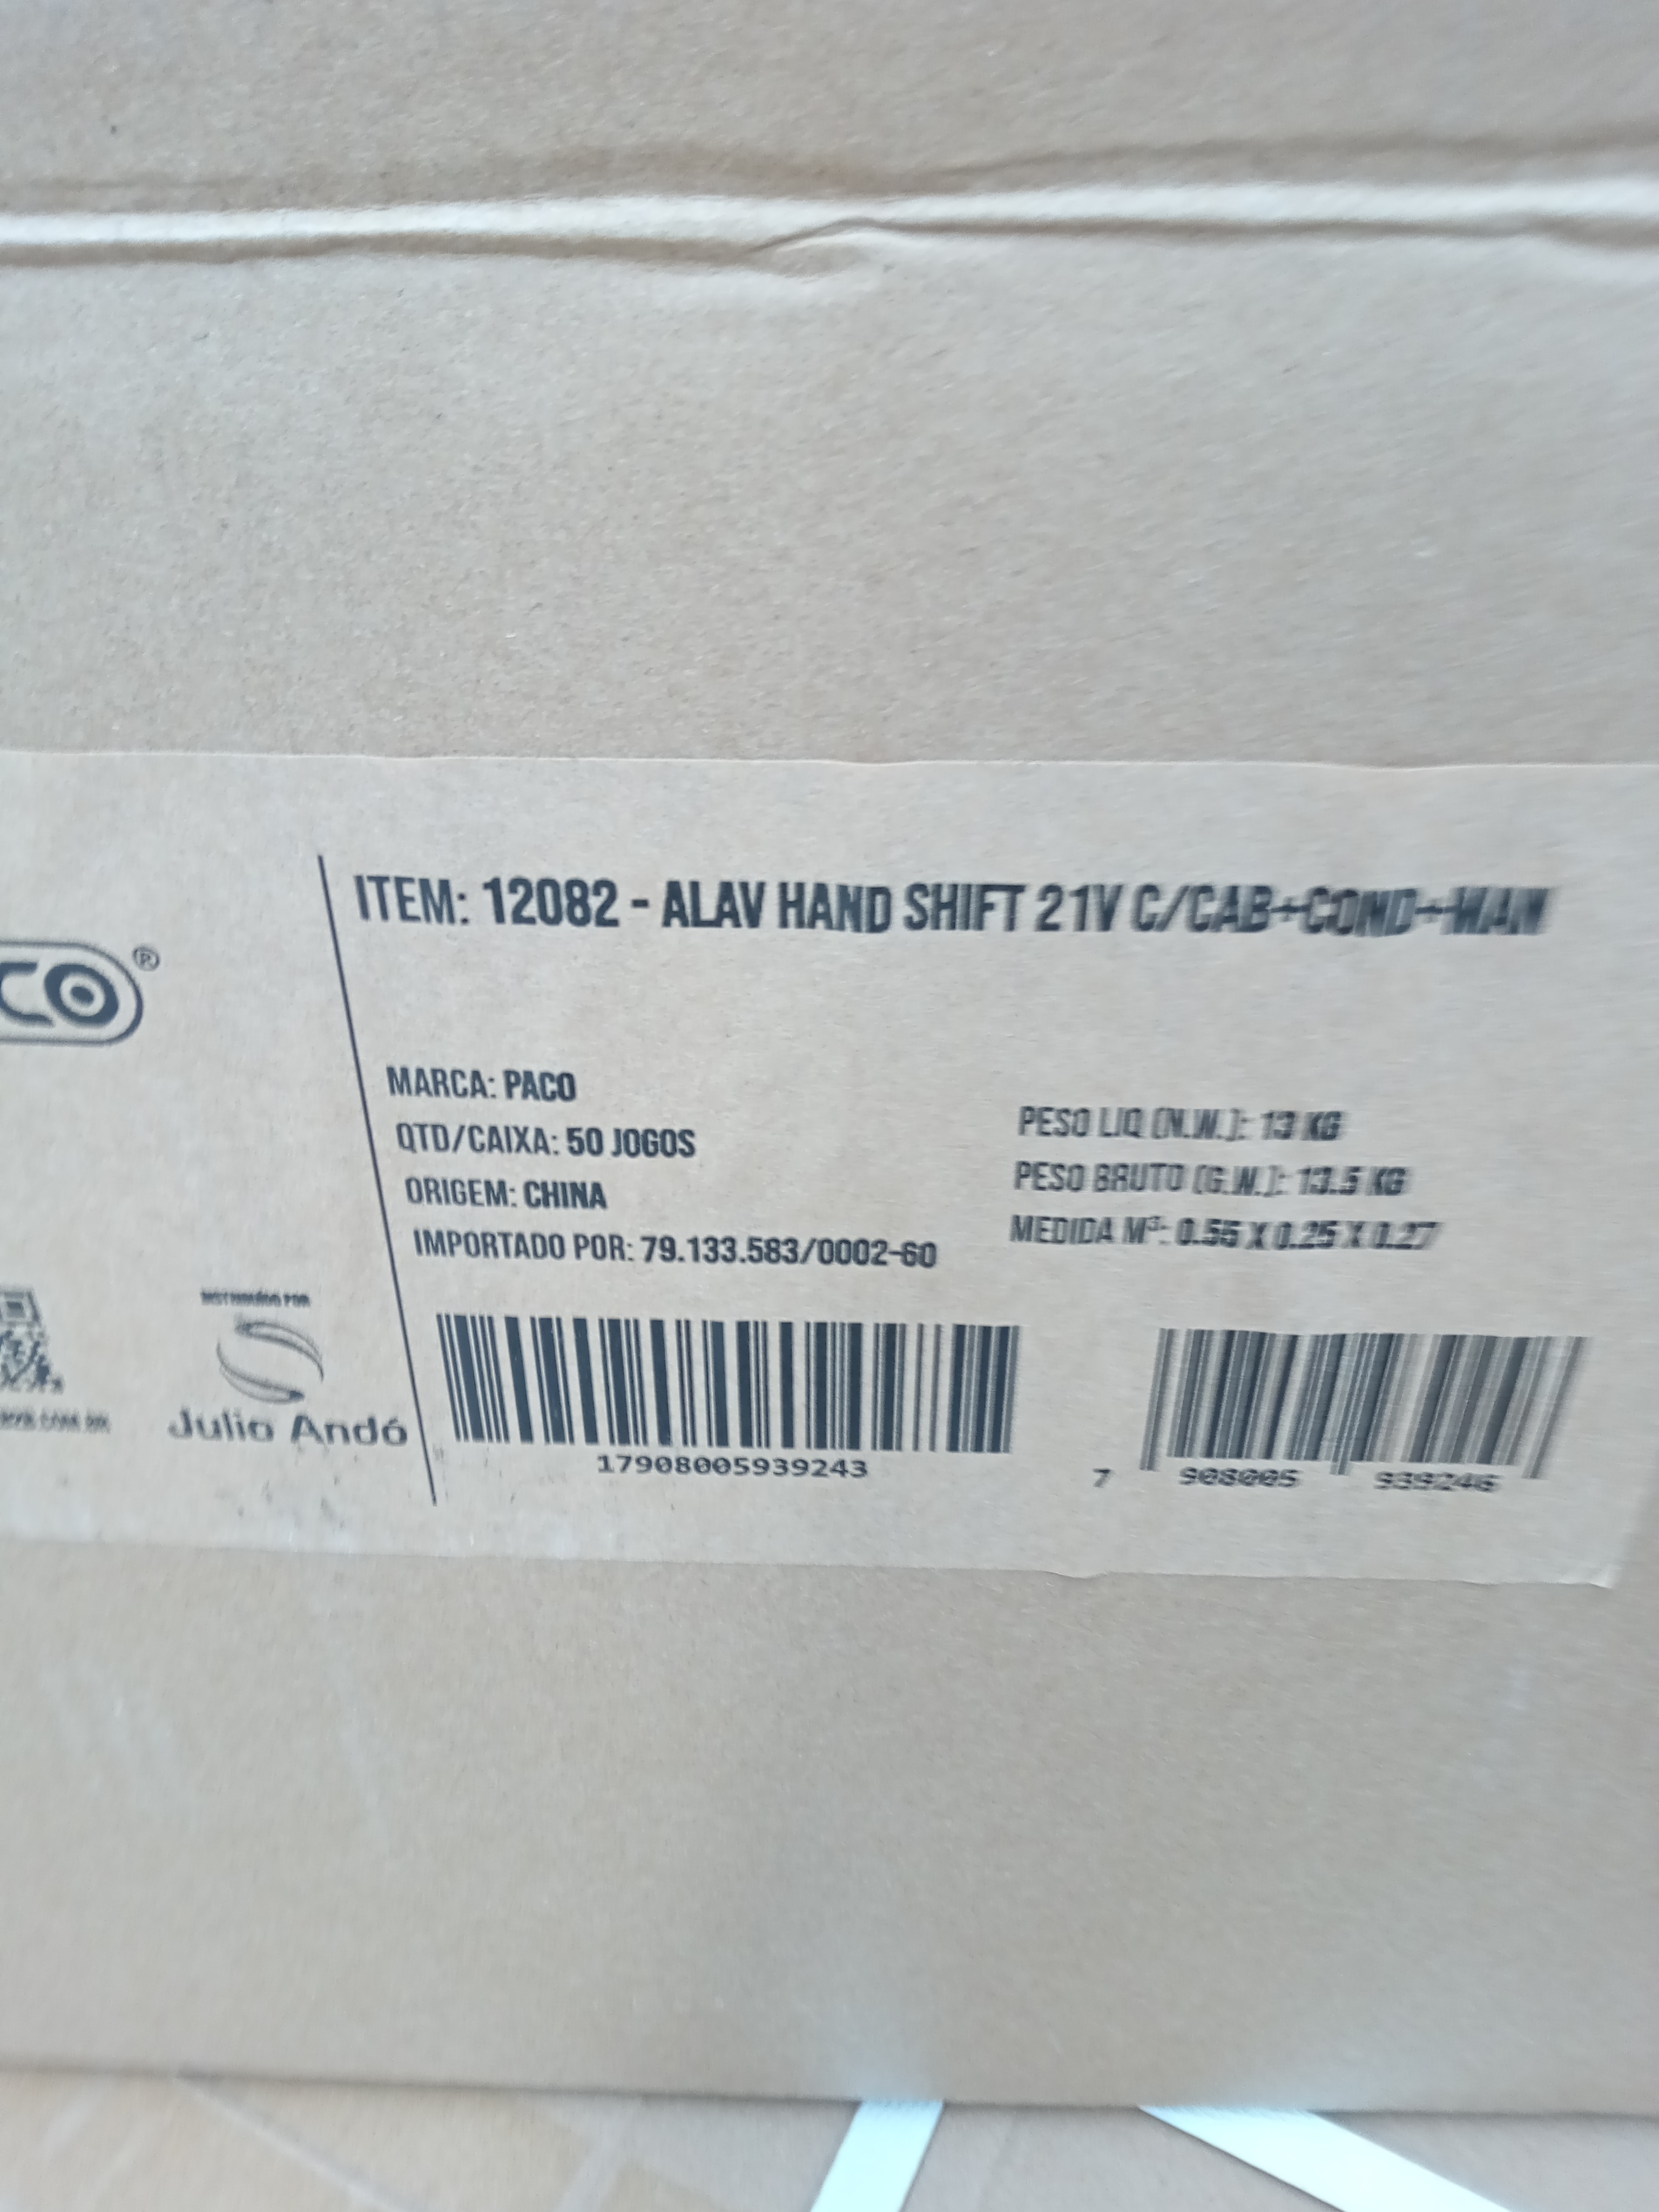 ITEM: 12082 - ALAV HAND SHIFT 21V C/CAB+COND+MAN
CO®
MARCA: PACO
QTD/CAIXA: 50 JOGOS
ORIGEM: CHINA
IMPORTADO POR: 79.133.583/0002-60
PESO LIQ (N.W.): 13 KG
PESO BRUTO (G.W.): 13.5 KG
MEDIDA M³: 0.55 X 0.25 X 0.27
DISTRIBUÍDO POR
Julio Andó
17908005939243
7 908005 939246